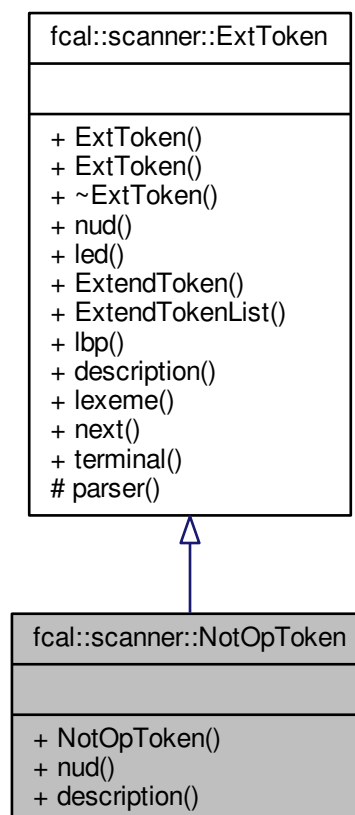 fcal::scanner::ExtToken
+ ExtToken()
+ ExtToken()
+ ~ExtToken()
+ nud()
+ led()
+ ExtendToken()
+ ExtendTokenList()
+ lbp()
+ description()
+ lexeme()
+ next()
+ terminal()
# parser()
fcal::scanner::NotOpToken
+ NotOpToken()
+ nud()
+ description()